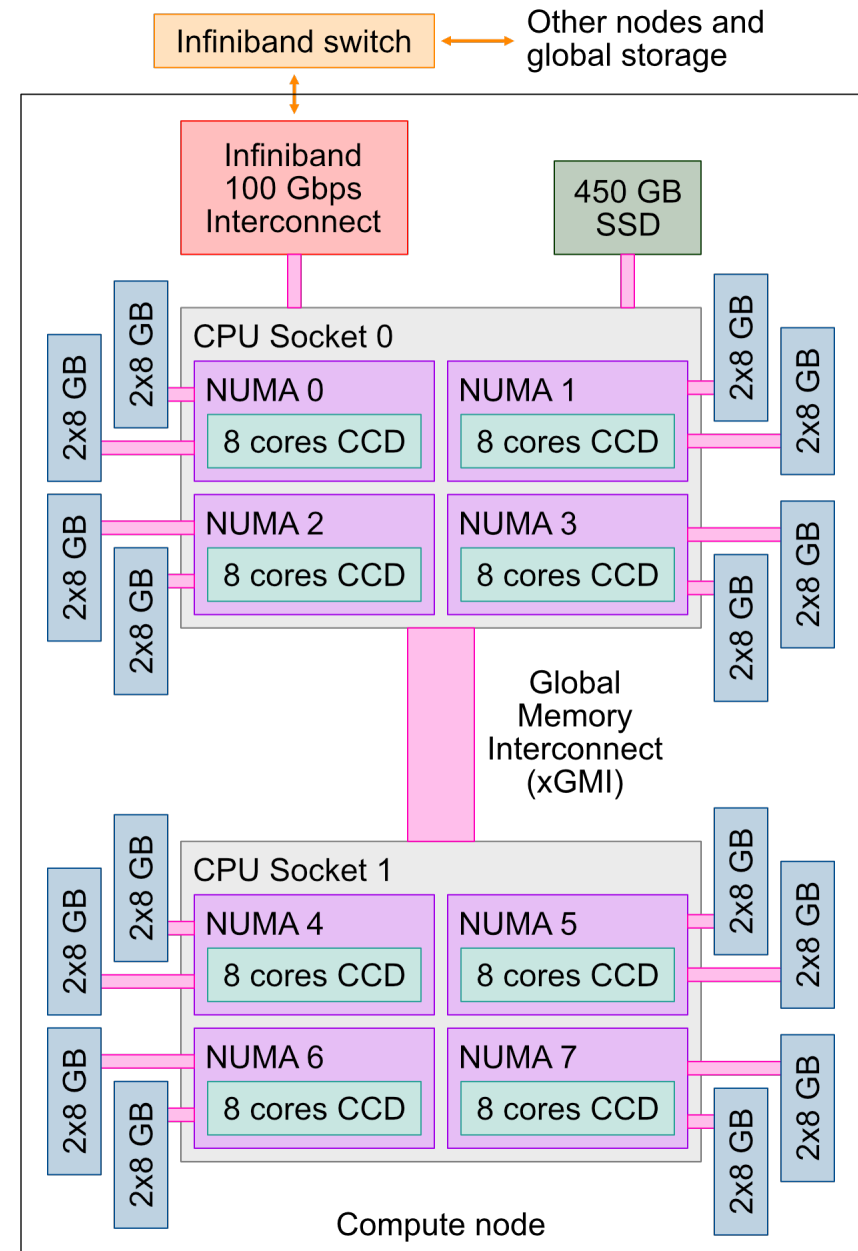 Infiniband switch
Other nodes and
global storage
Infiniband
100 Gbps
Interconnect
450 GB
SSD
2x8 GB
2x8 GB
CPU Socket 0
2x8 GB
2x8 GB
NUMA 0
8 cores CCD
NUMA 1
8 cores CCD
2x8 GB
2x8 GB
NUMA 2
8 cores CCD
NUMA 3
8 cores CCD
2x8 GB
2x8 GB
Global
Memory
Interconnect
(xGMI)
2x8 GB
2x8 GB
CPU Socket 1
2x8 GB
2x8 GB
NUMA 4
8 cores CCD
NUMA 5
8 cores CCD
2x8 GB
2x8 GB
NUMA 6
8 cores CCD
NUMA 7
8 cores CCD
2x8 GB
2x8 GB
Compute node